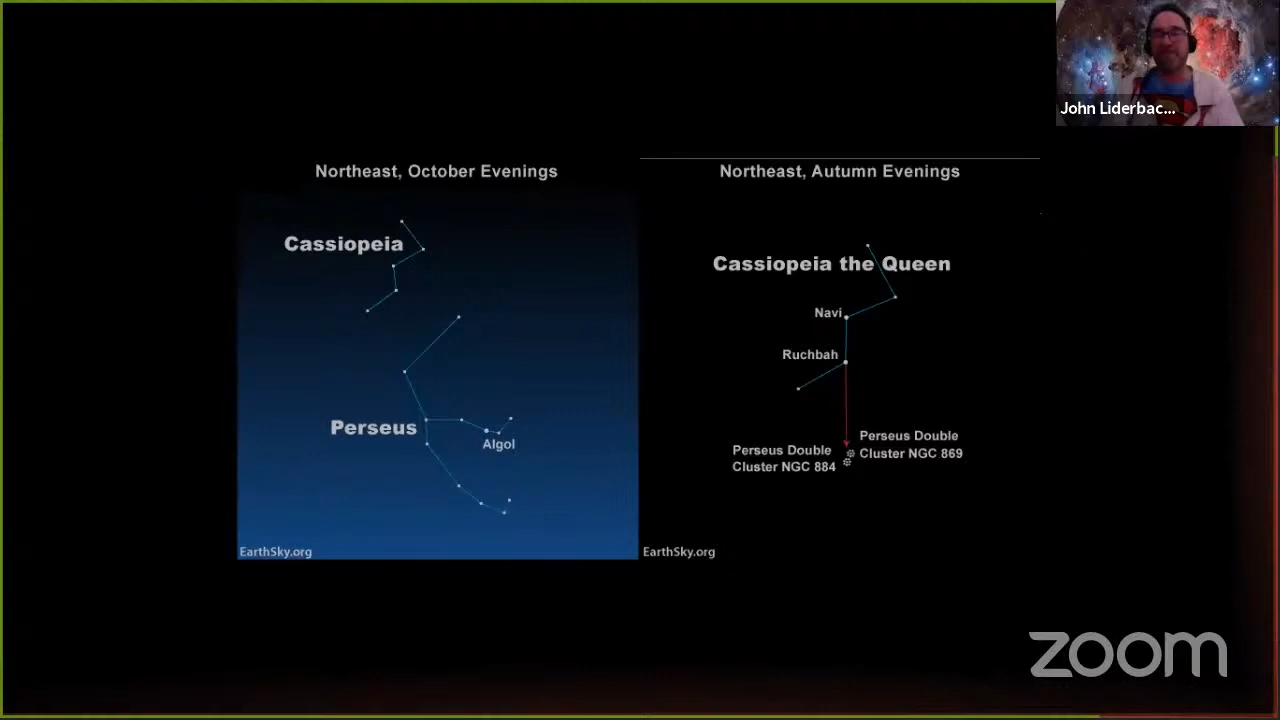 John Liderbac...
Northeast, October Evenings
Cassiopeia
Perseus
Algol
EarthSky.org
Northeast, Autumn Evenings
Cassiopeia the Queen
Navi
Ruchbah
Perseus Double
Cluster NGC 869
Perseus Double
Cluster NGC 884
EarthSky.org
zoom